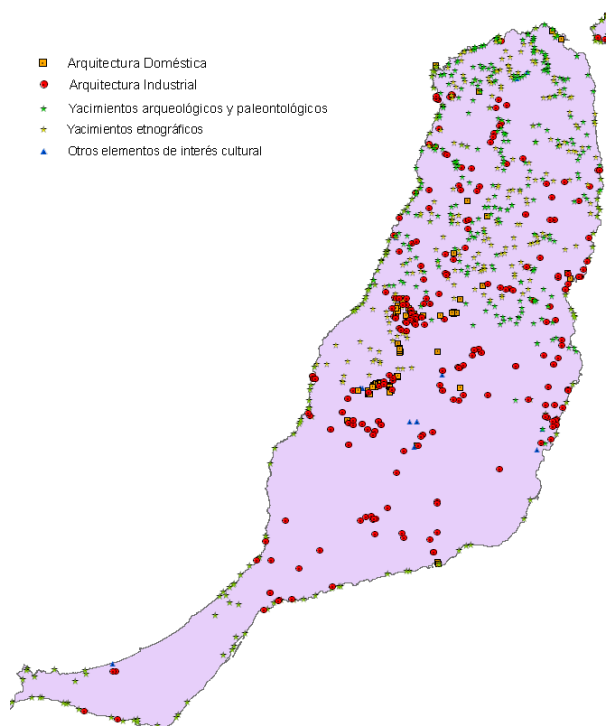 Arquitectura Doméstica
Arquitectura Industrial
Yacimientos arqueológicos y paleontológicos
Yacimientos etnográficos
Otros elementos de interés cultural